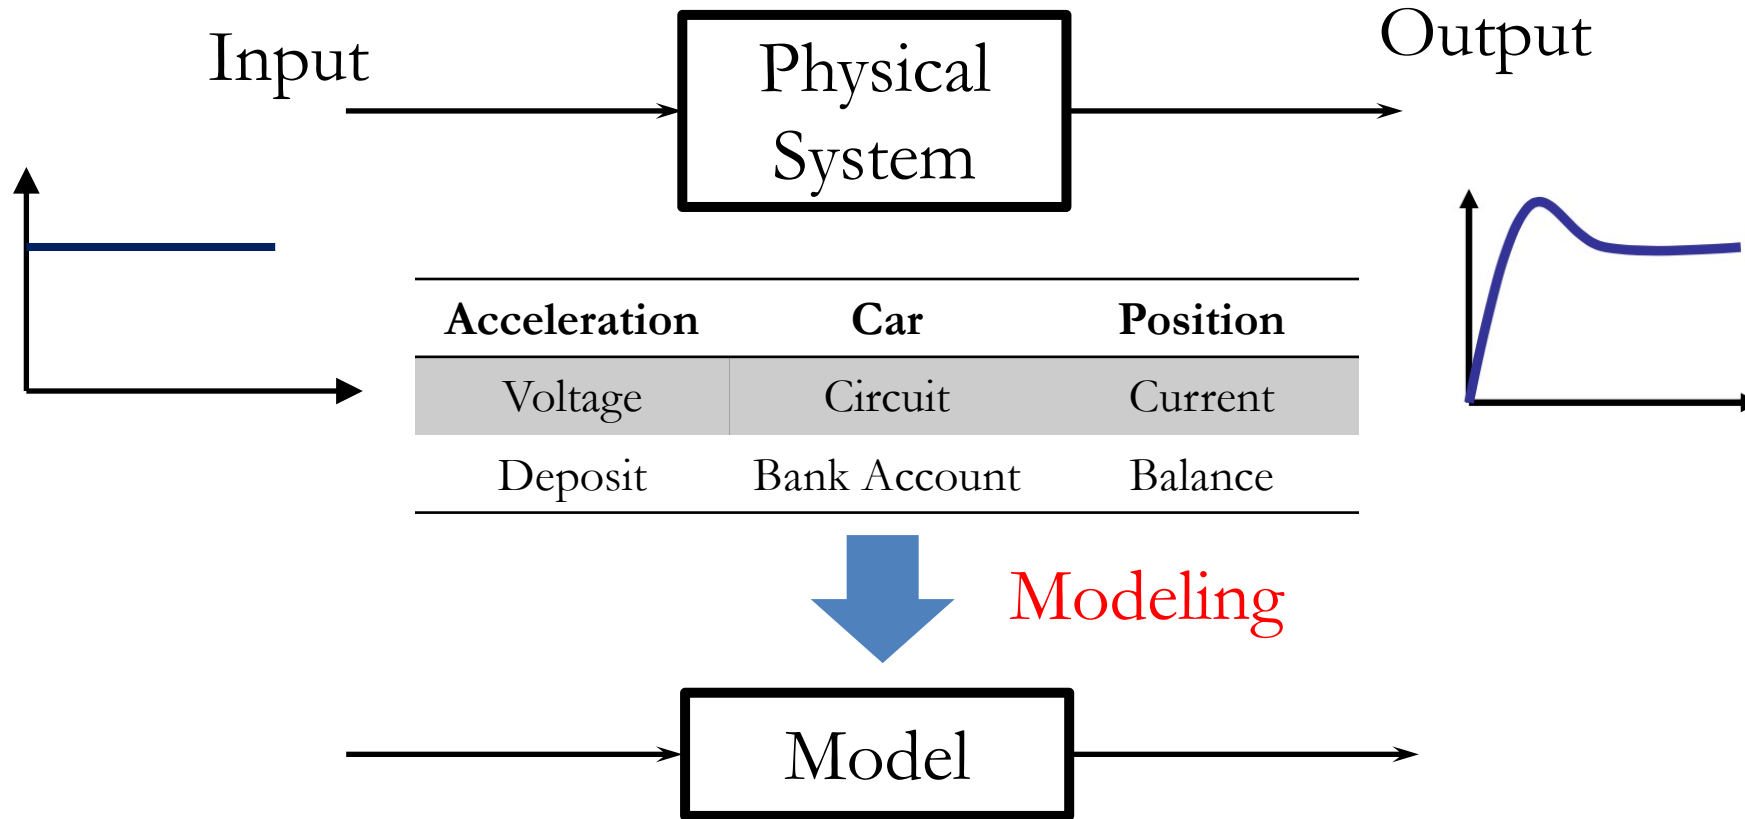 Input
Physical
System
Output
Acceleration Car Position
Voltage Circuit Current
Deposit Bank Account Balance
Modeling
Model